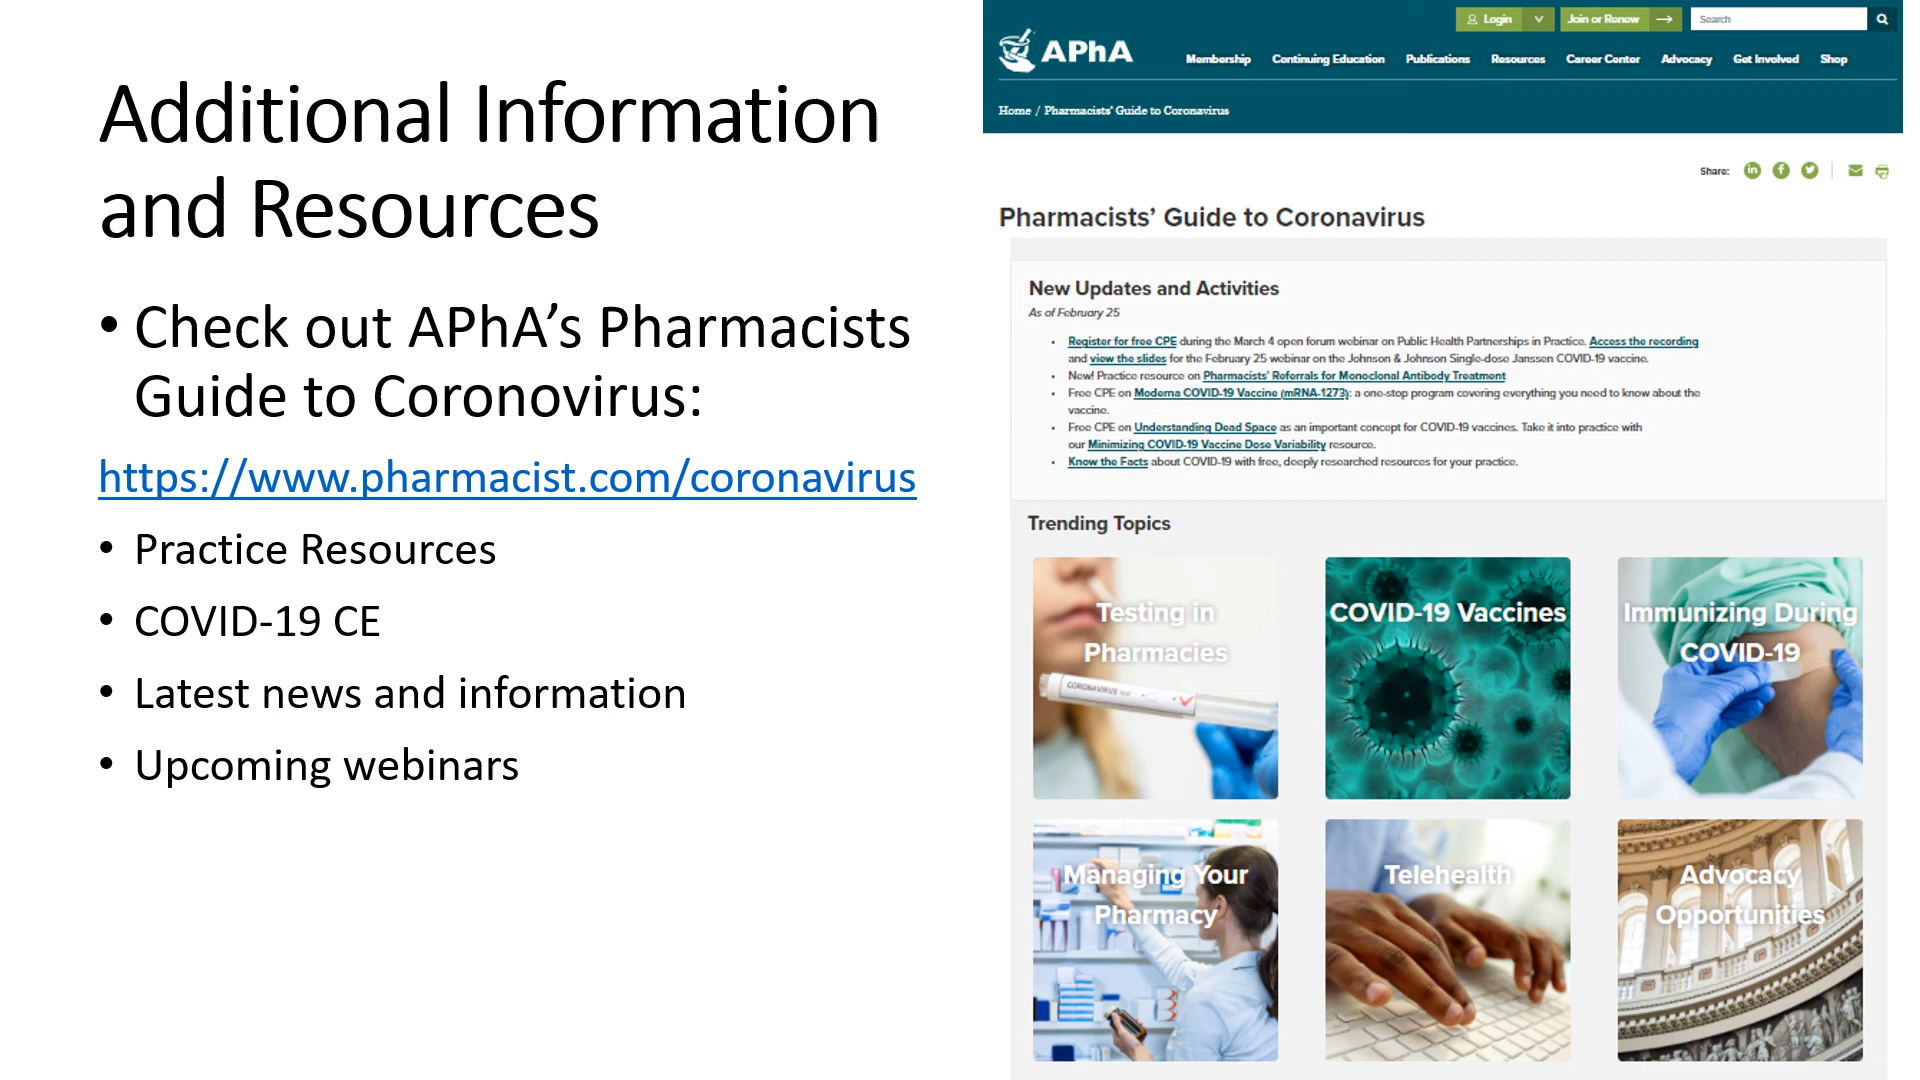 Additional Information
and Resources
• Check out APhA’s Pharmacists
Guide to Coronovirus:
https://www.pharmacist.com/coronavirus
• Practice Resources
• COVID-19 CE
• Latest news and information
• Upcoming webinars
Login
Join or Renew
Search
APhA
Membership Continuing Education Publications Resources Career Center Advocacy Get Involved Shop
Home / Pharmacists’ Guide to Coronavirus
Share:
Pharmacists’ Guide to Coronavirus
New Updates and Activities
As of February 25
• Register for free CPE during the March 4 open forum webinar on Public Health Partnerships in Practice. Access the recording
and view the slides for the February 25 webinar on the Johnson & Johnson Single-dose Janssen COVID-19 vaccine.
• New! Practice resource on Pharmacists’ Referrals for Monoclonal Antibody Treatment
• Free CPE on Moderna COVID-19 Vaccine (mRNA-1273): a one-stop program covering everything you need to know about the
vaccine.
• Free CPE on Understanding Dead Space as an important concept for COVID-19 vaccines. Take it into practice with
our Minimizing COVID-19 Vaccine Dose Variability resource.
• Know the Facts about COVID-19 with free, deeply researched resources for your practice.
Trending Topics
Testing in
Pharmacies
CORONAVIRUS test
COVID-19 Vaccines
Immunizing During
COVID-19
Managing Your
Pharmacy
Telehealth
Advocacy
Opportunities